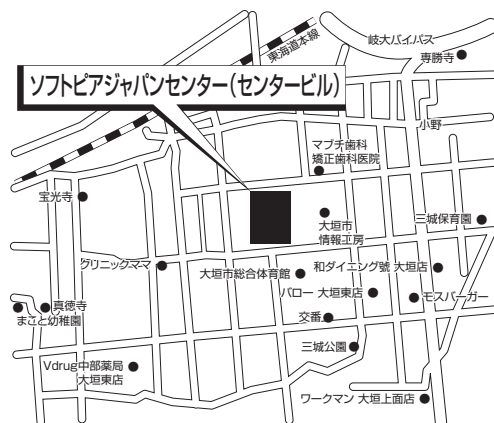 岐大バイパス
東海道本線
専勝寺
ソフトピアジャパンセンター(センタービル)
小野
マブチ歯科
矯正歯科医院
宝光寺
大垣市
情報工房
三城保育園
クリニックママ
大垣市総合体育館
和ダイニング號 大垣店
バロー 大垣東店
モスバーガー
真徳寺
まこと幼稚園
交番
三城公園
Vdrug中部薬局
大垣東店
ワークマン 大垣上面店